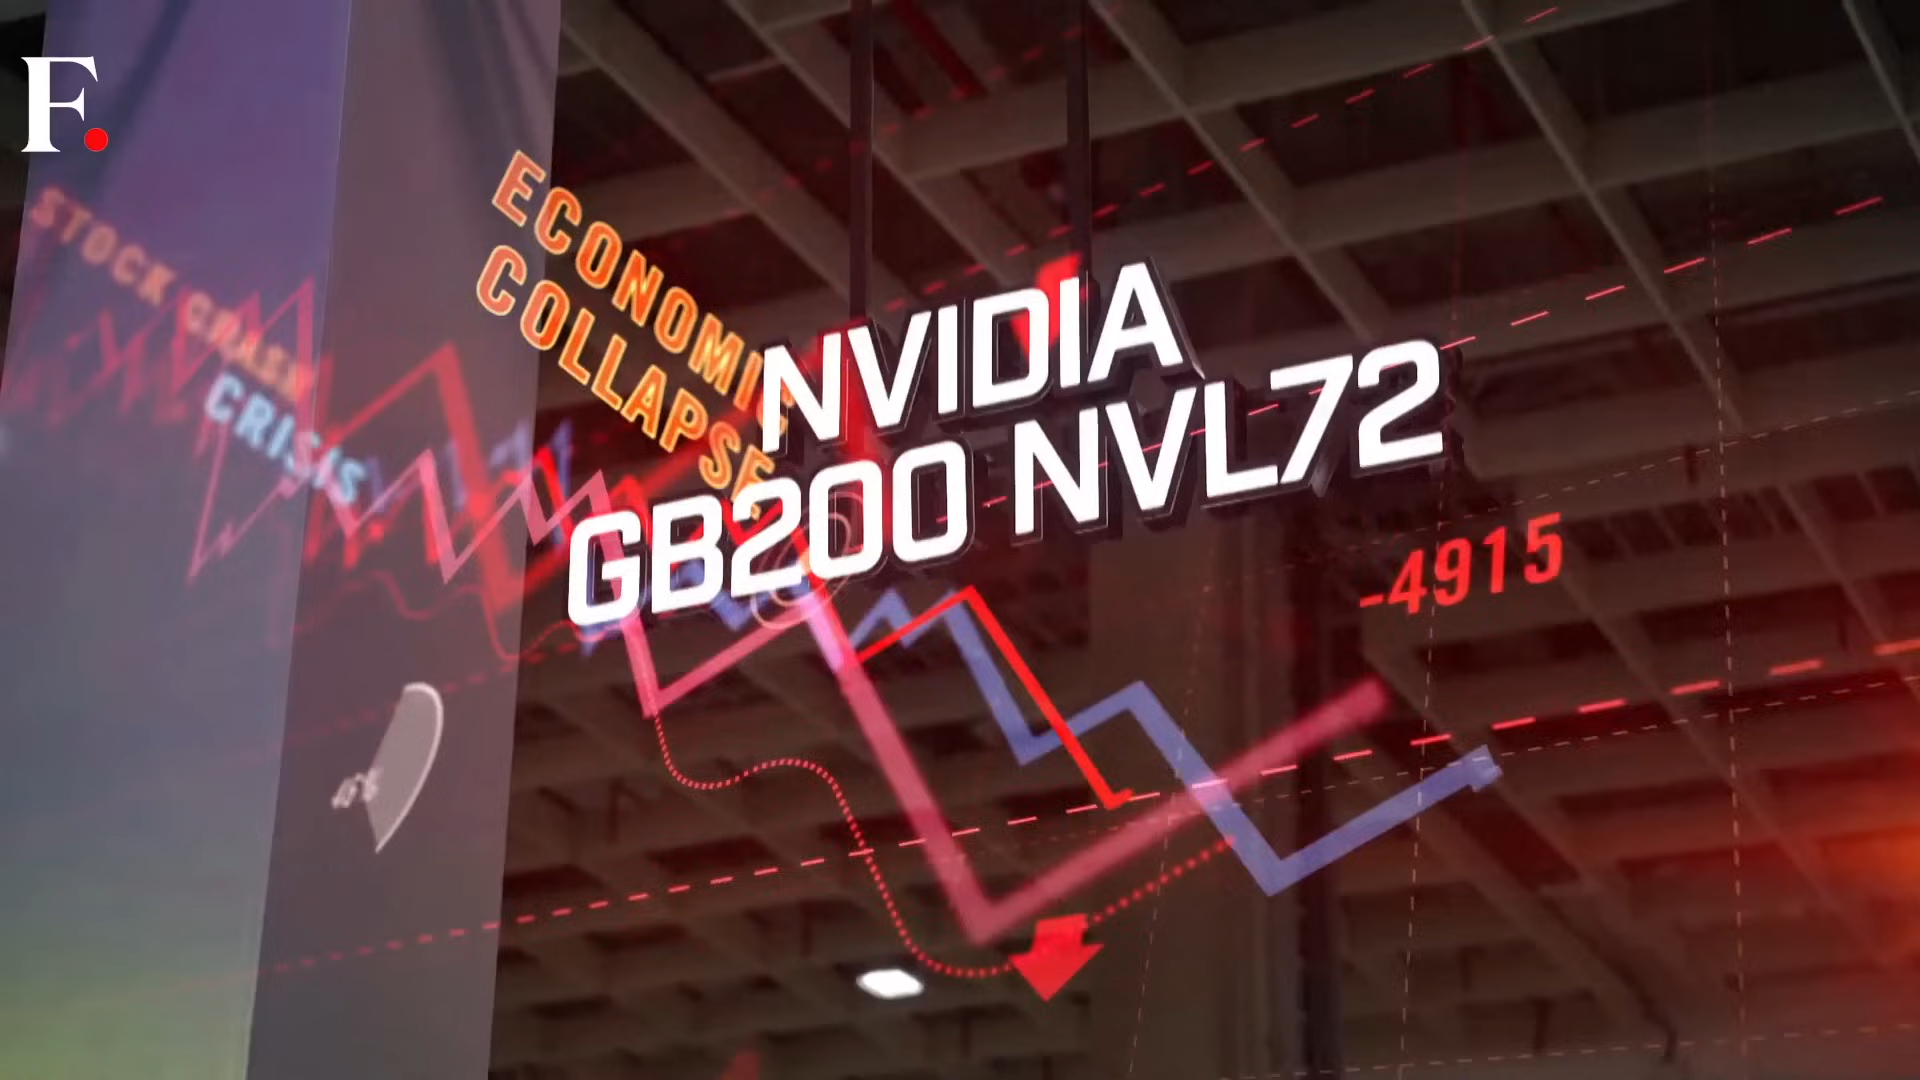 F.
STOCK CRASH
CRISIS
ECONOMIC
COLLAPSE
NVIDIA
GB200 NVL72
-4915